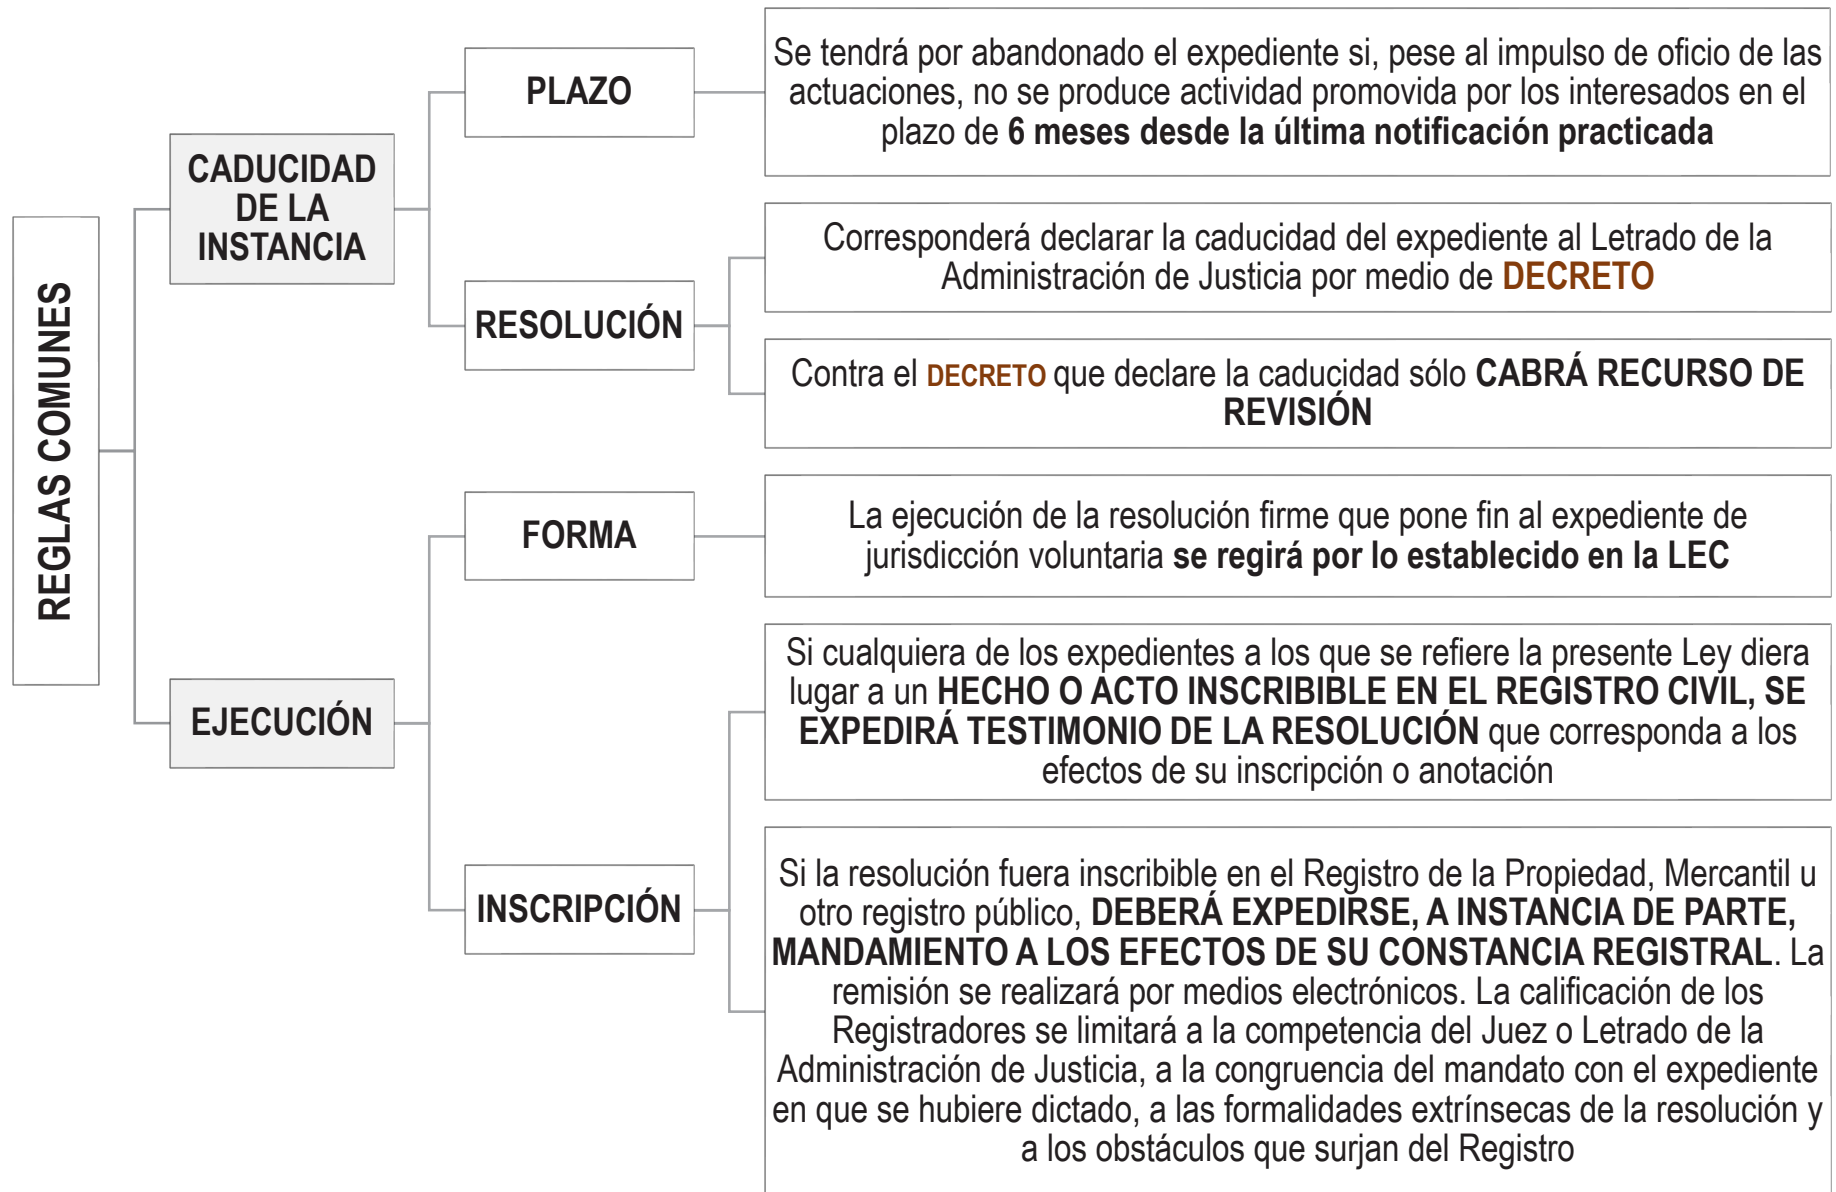 REGLAS COMUNES
CADUCIDAD
DE LA
INSTANCIA
PLAZO
Se tendrá por abandonado el expediente si, pese al impulso de oficio de las
actuaciones, no se produce actividad promovida por los interesados en el
plazo de 6 meses desde la última notificación practicada
RESOLUCIÓN
Corresponderá declarar la caducidad del expediente al Letrado de la
Administración de Justicia por medio de DECRETO
Contra el DECRETO que declare la caducidad sólo CABRÁ RECURSO DE
REVISIÓN
EJECUCIÓN
FORMA
La ejecución de la resolución firme que pone fin al expediente de
jurisdicción voluntaria se regirá por lo establecido en la LEC
INSCRIPCIÓN
Si cualquiera de los expedientes a los que se refiere la presente Ley diera
lugar a un HECHO O ACTO INSCRIBIBLE EN EL REGISTRO CIVIL, SE
EXPEDIRÁ TESTIMONIO DE LA RESOLUCIÓN que corresponda a los
efectos de su inscripción o anotación
Si la resolución fuera inscribible en el Registro de la Propiedad, Mercantil u
otro registro público, DEBERÁ EXPEDIRSE, A INSTANCIA DE PARTE,
MANDAMIENTO A LOS EFECTOS DE SU CONSTANCIA REGISTRAL. La
remisión se realizará por medios electrónicos. La calificación de los
Registradores se limitará a la competencia del Juez o Letrado de la
Administración de Justicia, a la congruencia del mandato con el expediente
en que se hubiere dictado, a las formalidades extrínsecas de la resolución y
a los obstáculos que surjan del Registro